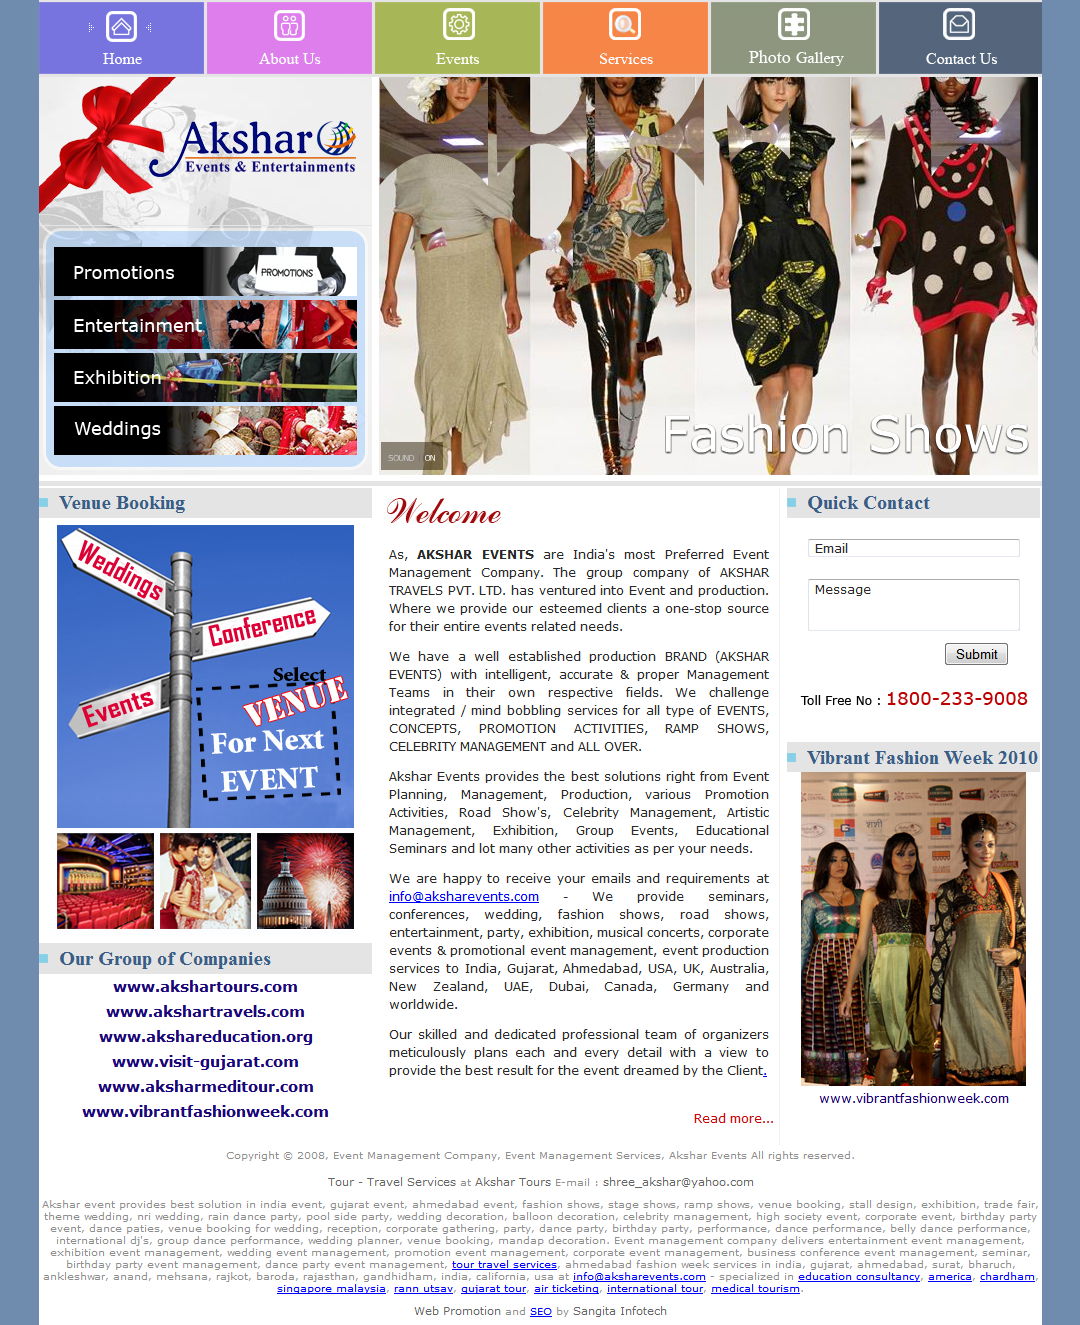 Home
About Us
Events
Services
Photo Gallery
Contact Us
Akshar
Events & Entertainments
Promotions
PROMOTIONS
Entertainment
Exhibition
Weddings
SOUND ON
Fashion Shows
Venue Booking
Weddings
Conference
Events
Select
VENUE
For Next
EVENT
Our Group of Companies
www.akshartours.com
www.akshartravels.com
www.akshareducation.org
www.visit-gujarat.com
www.aksharmeditour.com
www.vibrantfashionweek.com
Welcome
As, AKSHAR EVENTS are India's most Preferred Event
Management Company. The group company of AKSHAR
TRAVELS PVT. LTD. has ventured into Event and production.
Where we provide our esteemed clients a one-stop source
for their entire events related needs.
We have a well established production BRAND (AKSHAR
EVENTS) with intelligent, accurate & proper Management
Teams in their own respective fields. We challenge
integrated / mind bobbling services for all type of EVENTS,
CONCEPTS, PROMOTION ACTIVITIES, RAMP SHOWS,
CELEBRITY MANAGEMENT and ALL OVER.
Akshar Events provides the best solutions right from Event
Planning, Management, Production, various Promotion
Activities, Road Show's, Celebrity Management, Artistic
Management, Exhibition, Group Events, Educational
Seminars and lot many other activities as per your needs.
We are happy to receive your emails and requirements at
info@aksharevents.com - We provide seminars,
conferences, wedding, fashion shows, road shows,
entertainment, party, exhibition, musical concerts, corporate
events & promotional event management, event production
services to India, Gujarat, Ahmedabad, USA, UK, Australia,
New Zealand, UAE, Dubai, Canada, Germany and
worldwide.
Our skilled and dedicated professional team of organizers
meticulously plans each and every detail with a view to
provide the best result for the event dreamed by the Client.
Read more...
Quick Contact
Email
Message
Submit
Toll Free No : 1800-233-9008
Vibrant Fashion Week 2010
www.vibrantfashionweek.com
Copyright © 2008, Event Management Company, Event Management Services, Akshar Events All rights reserved.
Tour - Travel Services at Akshar Tours E-mail : shree_akshar@yahoo.com
Akshar event provides best solution in india event, gujarat event, ahmedabad event, fashion shows, stage shows, ramp shows, venue booking, stall design, exhibition, trade fair,
theme wedding, nri wedding, rain dance party, pool side party, wedding decoration, balloon decoration, celebrity management, high society event, corporate event, birthday party
event, dance paties, venue booking for wedding, reception, corporate gathering, party, dance party, birthday party, performance, dance performance, belly dance performance,
international dj's, group dance performance, wedding planner, venue booking, mandap decoration. Event management company delivers entertainment event management,
exhibition event management, wedding event management, promotion event management, corporate event management, business conference event management, seminar,
birthday party event management, dance party event management, tour travel services, ahmedabad fashion week services in india, gujarat, ahmedabad, surat, bharuch,
ankleshwar, anand, mehsana, rajkot, baroda, rajasthan, gandhidham, india, california, usa at info@aksharevents.com - specialized in education consultancy, america, chardham,
singapore malaysia, rann utsav, gujarat tour, air ticketing, international tour, medical tourism.
Web Promotion and SEO by Sangita Infotech